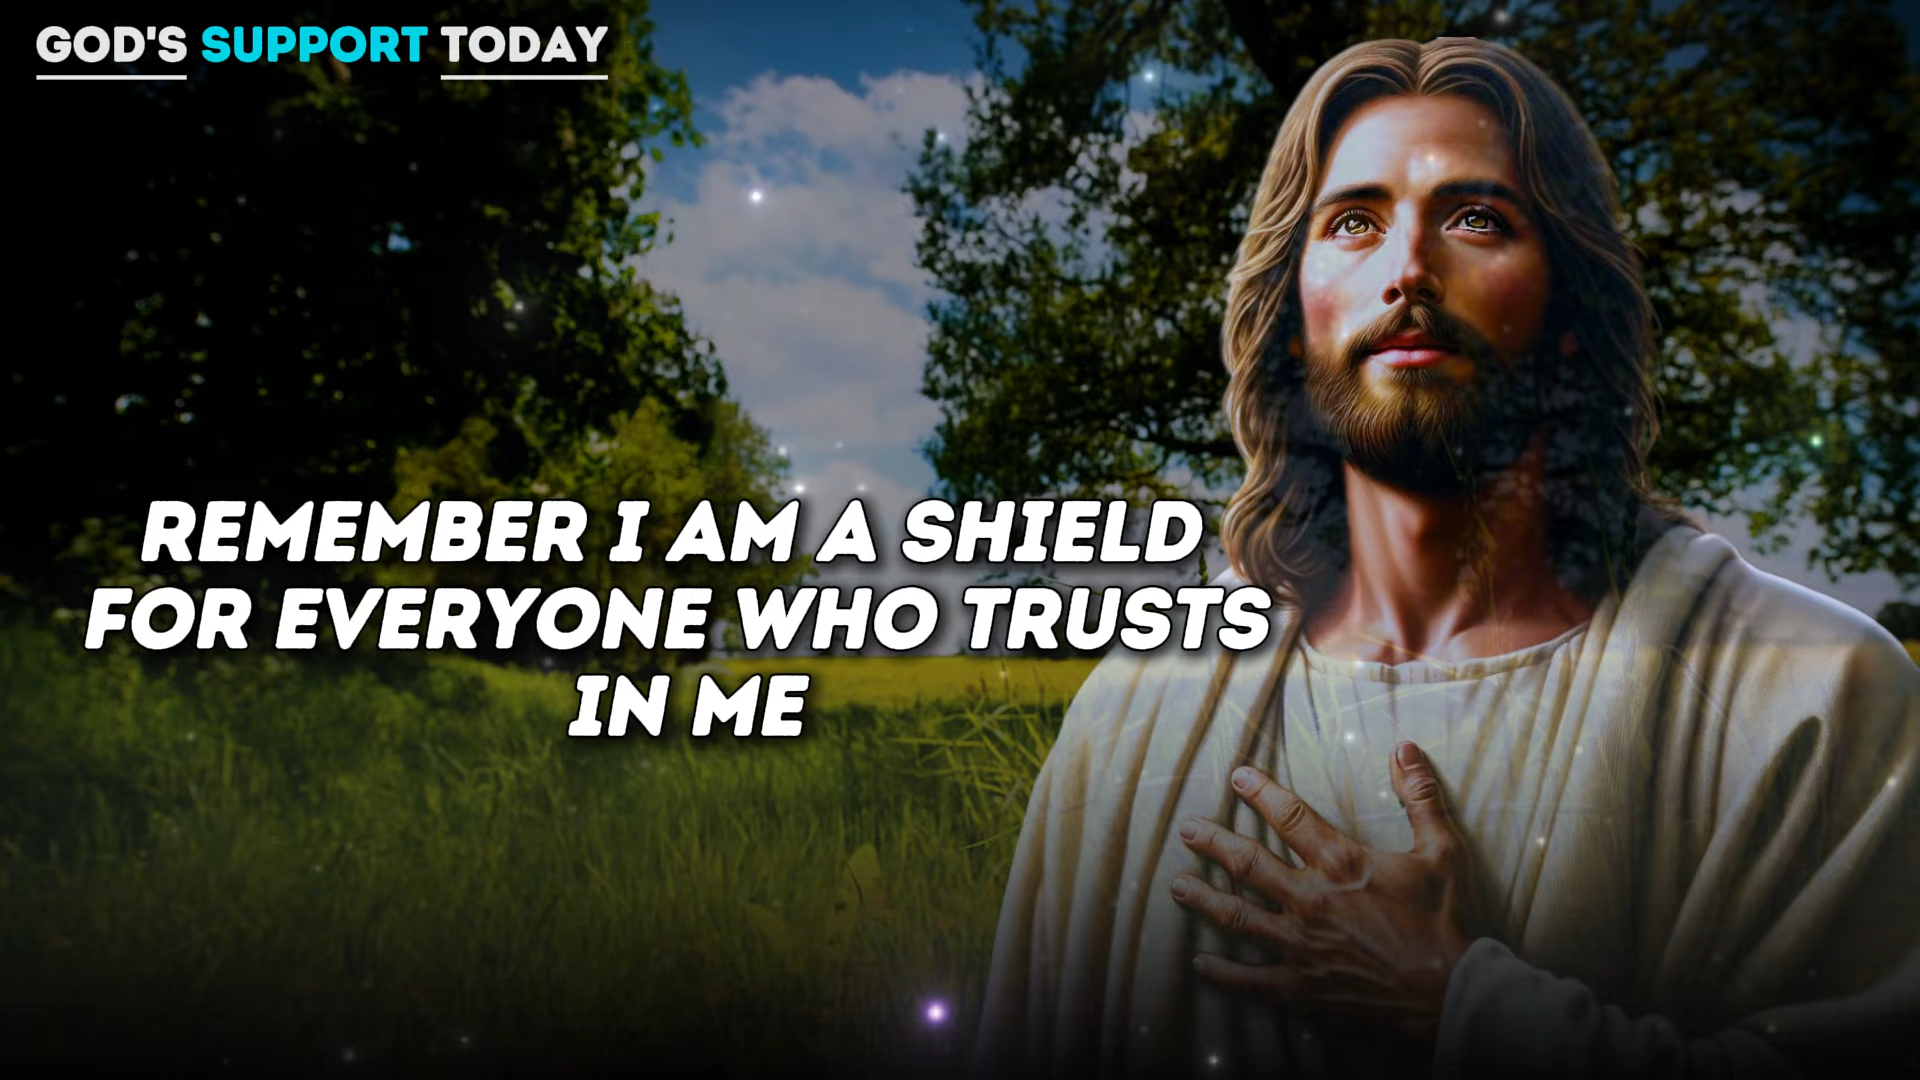 GOD'S SUPPORT TODAY
REMEMBER I AM A SHIELD
FOR EVERYONE WHO TRUSTS
IN ME